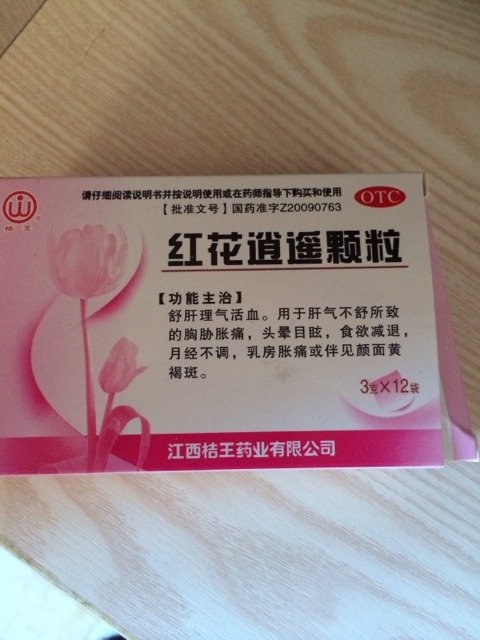 请仔细阅读说明书并按说明使用或在药师指导下购买和使用
OTC
【批准文号】国药准字Z20090763
桔王
红花逍遥颗粒
【功能主治】
舒肝理气活血。用于肝气不舒所致
的胸胁胀痛,头晕目眩,食欲减退,
月经不调,乳房胀痛或伴见颜面黄
褐斑。
3克×12袋
江西桔王药业有限公司